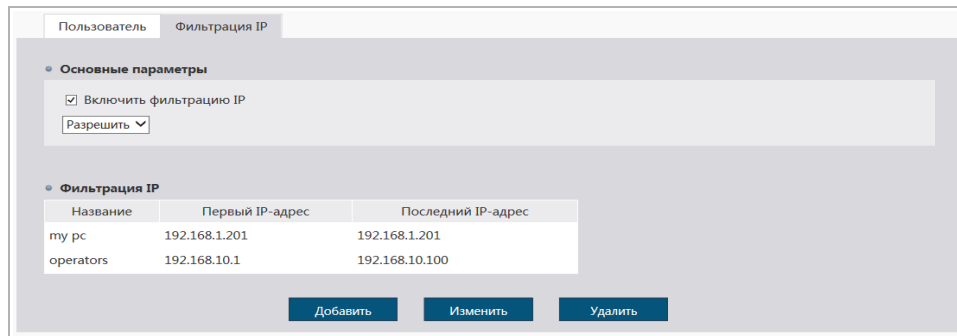 Пользователь Фильтрация IP
Основные параметры
Включить фильтрацию IP
Разрешить
Фильтрация IP
Название Первый IP-адрес Последний IP-адрес
my pc 192.168.1.201 192.168.1.201
operators 192.168.10.1 192.168.10.100
Добавить Изменить Удалить